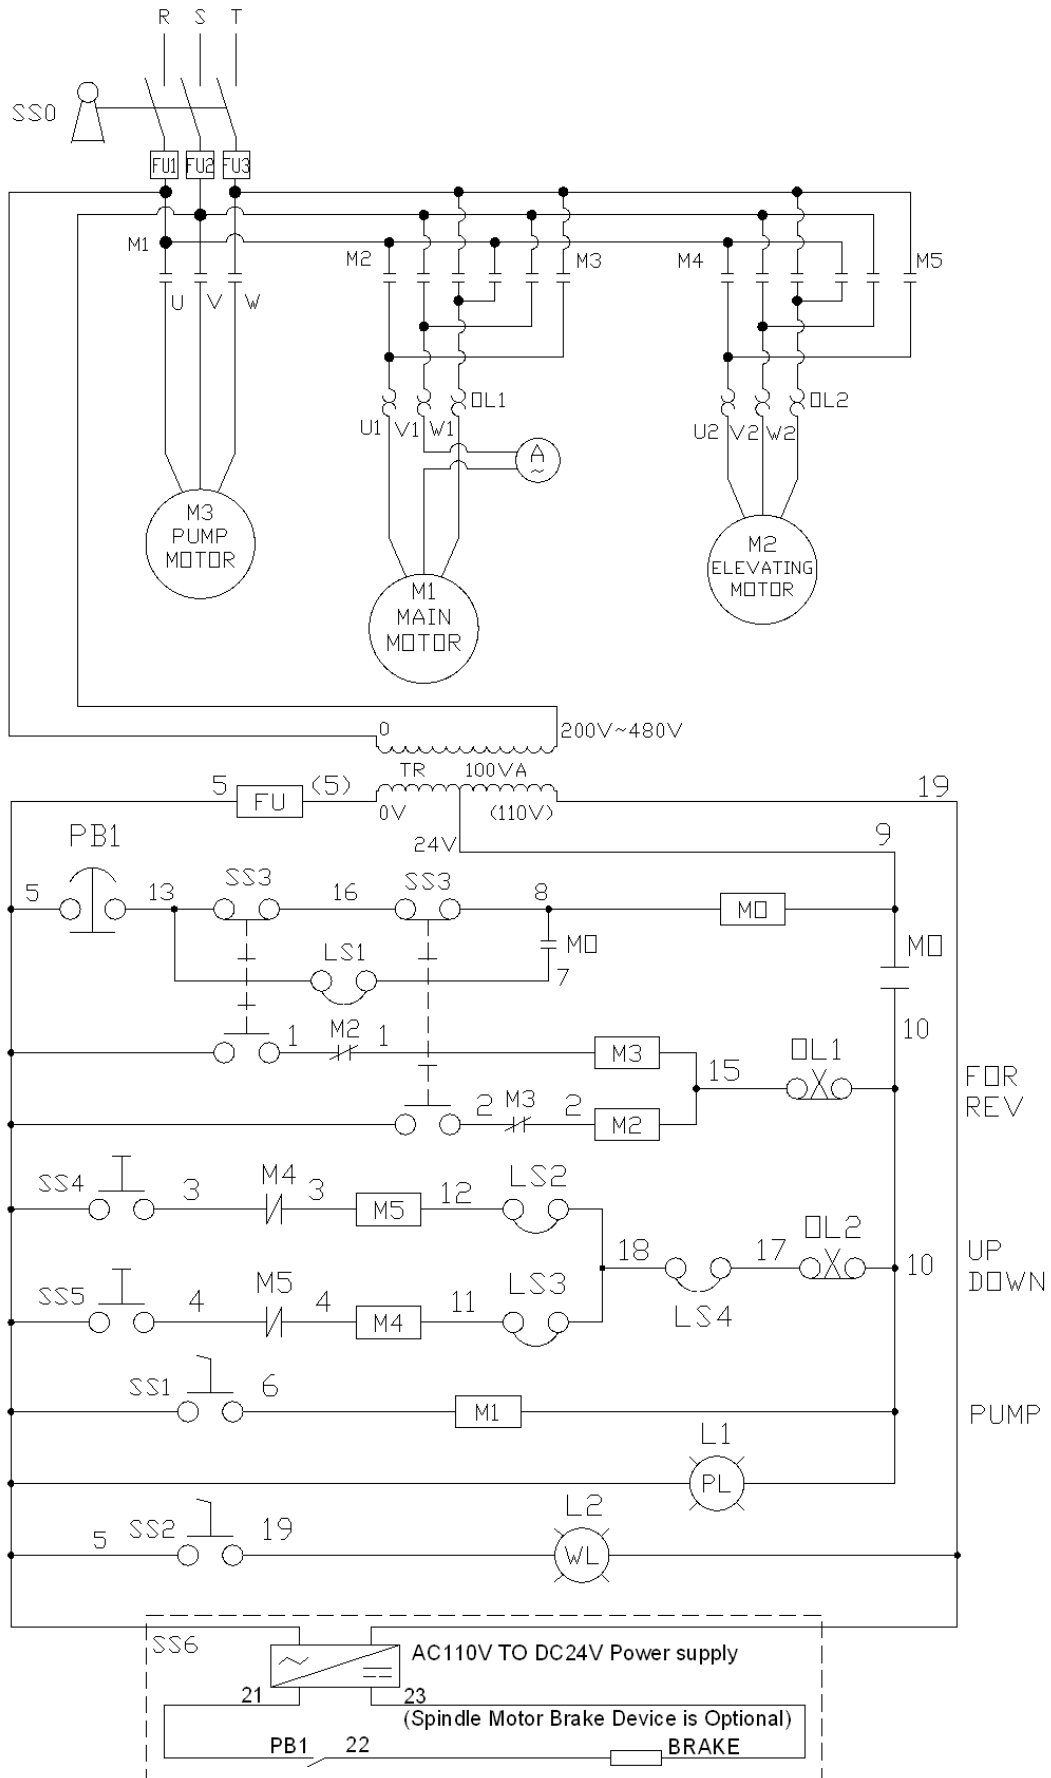 R S T
SS0
FU1 FU2 FU3
M1 M2 M3 M4 M5
U V W
OL1 OL2
U1 V1 W1 U2 V2 W2
A
~
M3
PUMP
MOTOR
M2
ELEVATING
MOTOR
M1
MAIN
MOTOR
0 200V~480V
TR 100VA
5 FU (5) 19
0V (110V)
24V 9
PB1
5 13 SS3 16 SS3 8 M0
LS1 M0 M0
7
10
1 M2 1 M3
OL1
15
FOR
REV
2 M3 2 M2
SS4 3 M4 3 M5 12 LS2
OL2
18 17 10
LS4
UP
DOWN
SS5 4 M5 4 M4 11 LS3
SS1 6 M1 PUMP
L1
PL
L2
5 SS2 19 WL
SS6
~
AC110V TO DC24V Power supply
21 23
(Spindle Motor Brake Device is Optional)
PB1 22 BRAKE